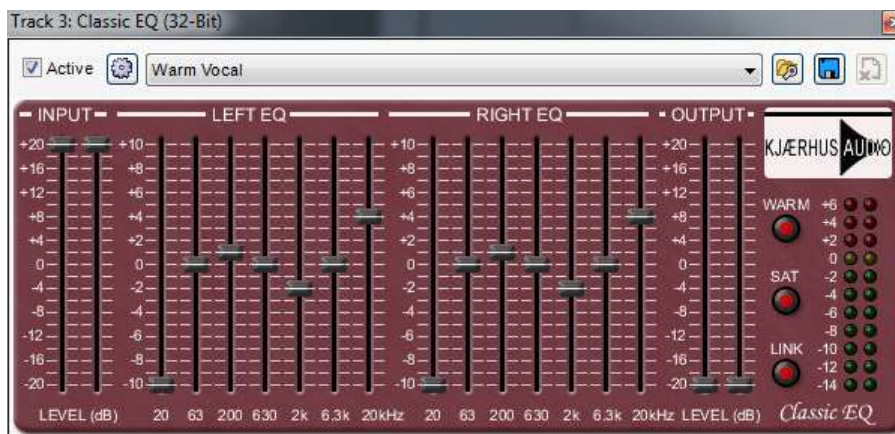 Track 3: Classic EQ (32-Bit)
Active
Warm Vocal
INPUT LEFT EQ RIGHT EQ OUTPUT
KJÆRHUS AUDIO
+20 +10 +10 +20
+16 +8 +8 +16
+12 +6 +6 +12
+8 +4 +4 +8
+4 +2 +2 +4
0 0 0 0
-4 -2 -2 -4
-8 -4 -4 -8
-12 -6 -6 -12
-16 -8 -8 -16
-20 -10 -10 -20
WARM
SAT
LINK
+6
+4
+2
0
-2
-4
-6
-8
-10
-12
-14
LEVEL (dB) 20 63 200 630 2k 6.3k 20kHz 20 63 200 630 2k 6.3k 20kHz LEVEL (dB)
Classic EQ